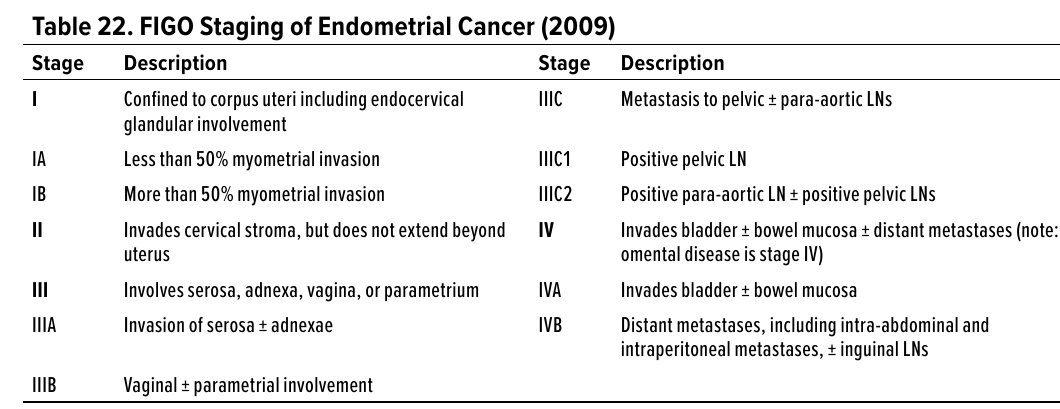 Table 22. FIGO Staging of Endometrial Cancer (2009)
Stage Description Stage Description
I Confined to corpus uteri including endocervical IIIC Metastasis to pelvic ± para-aortic LNs
glandular involvement
IA Less than 50% myometrial invasion IIIC1 Positive pelvic LN
IB More than 50% myometrial invasion IIIC2 Positive para-aortic LN ± positive pelvic LNs
II Invades cervical stroma, but does not extend beyond IV Invades bladder ± bowel mucosa ± distant metastases (note:
uterus omental disease is stage IV)
III Involves serosa, adnexa, vagina, or parametrium IVA Invades bladder ± bowel mucosa
IIIA Invasion of serosa ± adnexae IVB Distant metastases, including intra-abdominal and
intraperitoneal metastases, ± inguinal LNs
IIIB Vaginal ± parametrial involvement